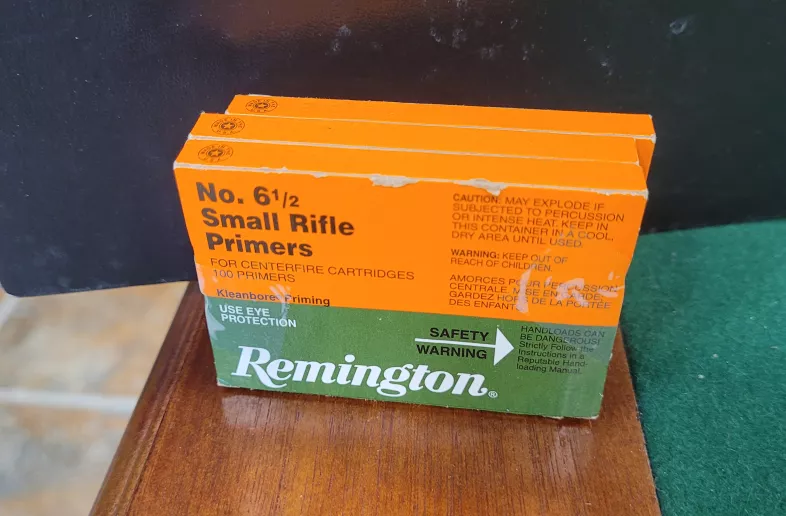 No. 6 1/2
Small Rifle
Primers
FOR CENTERFIRE CARTRIDGES
100 PRIMERS
Kleanbore Priming
CAUTION: MAY EXPLODE IF
SUBJECTED TO PERCUSSION
OR INTENSE HEAT. KEEP IN
THIS CONTAINER IN A COOL,
DRY AREA UNTIL USED.
WARNING: KEEP OUT OF
REACH OF CHILDREN.
AMORCES POUR PERCUSSION
CENTRALE. MISE EN GARDE:
GARDEZ HORS DE LA PORTÉE
DES ENFANTS
USE EYE
PROTECTION
SAFETY
WARNING
HANDLOADS CAN
BE DANGEROUS!
Strictly Follow the
Instructions in a
Reputable Hand-
loading Manual.
Remington®